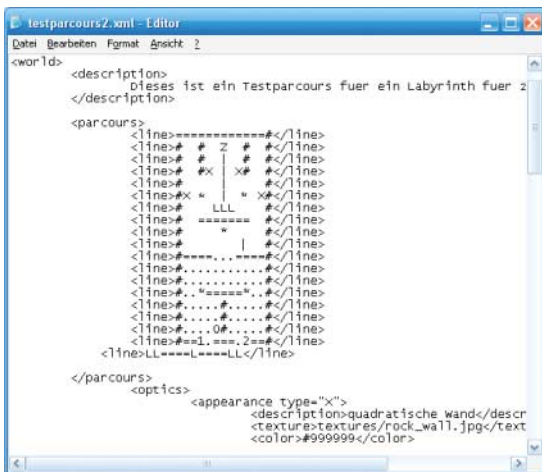 testparcours2.xml - Editor
Datei Bearbeiten Format Ansicht ?
<world>
<description>
Dieses ist ein Testparcours fuer ein Labyrinth fuer z
</description>
<parcours>
<line>============#</line>
<line>#  #  Z  #  #</line>
<line>#  #  |  #  #</line>
<line>#  #X | X#  #</line>
<line>#     |     #</line>
<line>#X *  |  * X#</line>
<line>#    LLL    #</line>
<line>#  =======  #</line>
<line>#     *     #</line>
<line>#        |  #</line>
<line>#====...====#</line>
<line>#...........#</line>
<line>#...........#</line>
<line>#..*=====*..#</line>
<line>#.....#.....#</line>
<line>#.....#.....#</line>
<line>#....0#.....#</line>
<line>#==1.===.2==#</line>
<line>LL====L====LL</line>
</parcours>
<optics>
<appearance type="X">
<description>quadratische Wand</descr
<texture>textures/rock_wall.jpg</text
<color>#999999</color>